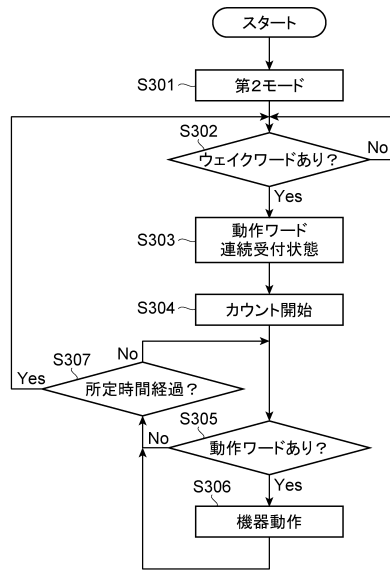 スタート
S301
第2モード
S302
ウェイクワードあり？
No
Yes
S303
動作ワード
連続受付状態
S304
カウント開始
S307
No
Yes
所定時間経過？
S305
No
動作ワードあり？
Yes
S306
機器動作